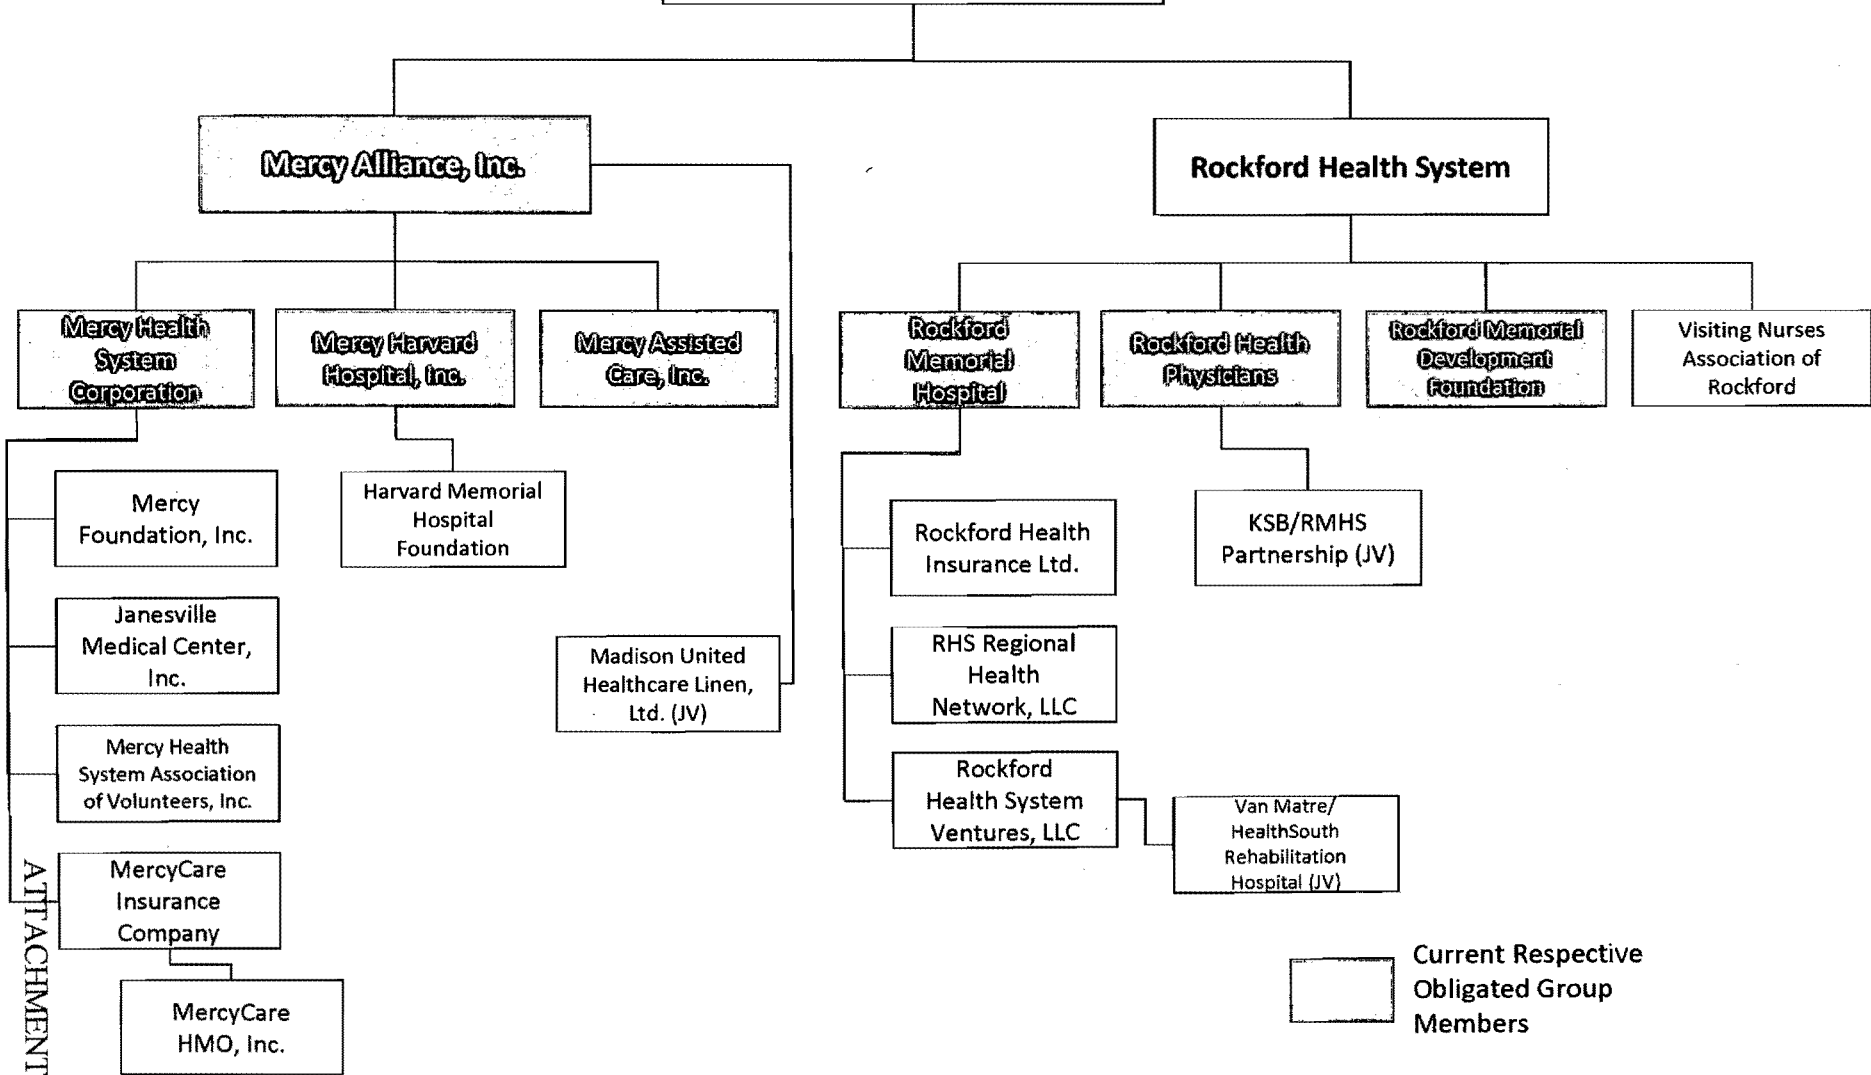 Mercy Alliance, Inc.
Rockford Health System
Mercy Health
System
Corporation
Mercy Harvard
Hospital, Inc.
Mercy Assisted
Care, Inc.
Rockford
Memorial
Hospital
Rockford Health
Physicians
Rockford Memorial
Development
Foundation
Visiting Nurses
Association of
Rockford
Mercy
Foundation, Inc.
Harvard Memorial
Hospital
Foundation
Rockford Health
Insurance Ltd.
KSB/RMHS
Partnership (JV)
Janesville
Medical Center,
Inc.
Madison United
Healthcare Linen,
Ltd. (JV)
RHS Regional
Health
Network, LLC
Mercy Health
System Association
of Volunteers, Inc.
Rockford
Health System
Ventures, LLC
Van Matre/
HealthSouth
Rehabilitation
Hospital (JV)
MercyCare
Insurance
Company
MercyCare
HMO, Inc.
Current Respective
Obligated Group
Members
ATTACHMENT